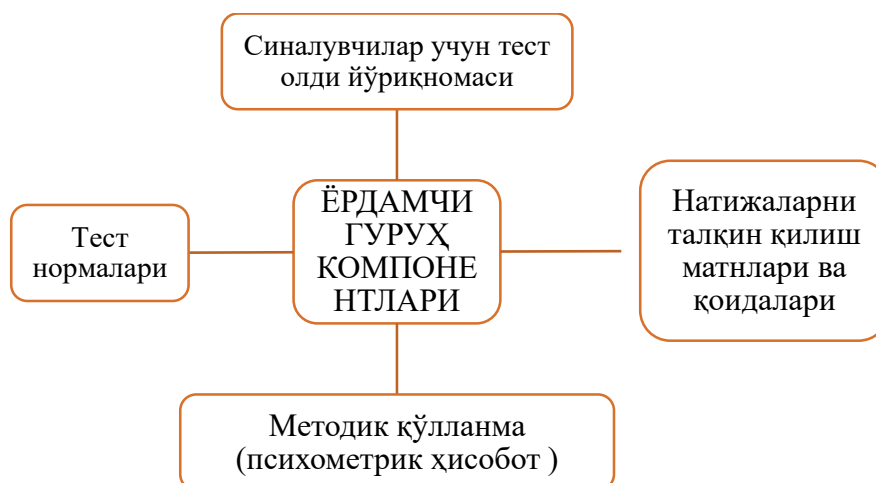 Синалувчилар учун тест
олди йўриқномаси
Тест
нормалари
ЁРДАМЧИ
ГУРУҲ
КОМПОНЕ
НТЛАРИ
Натижаларни
талқин қилиш
матнлари ва
қоидалари
Методик қўлланма
(психометрик ҳисобот )